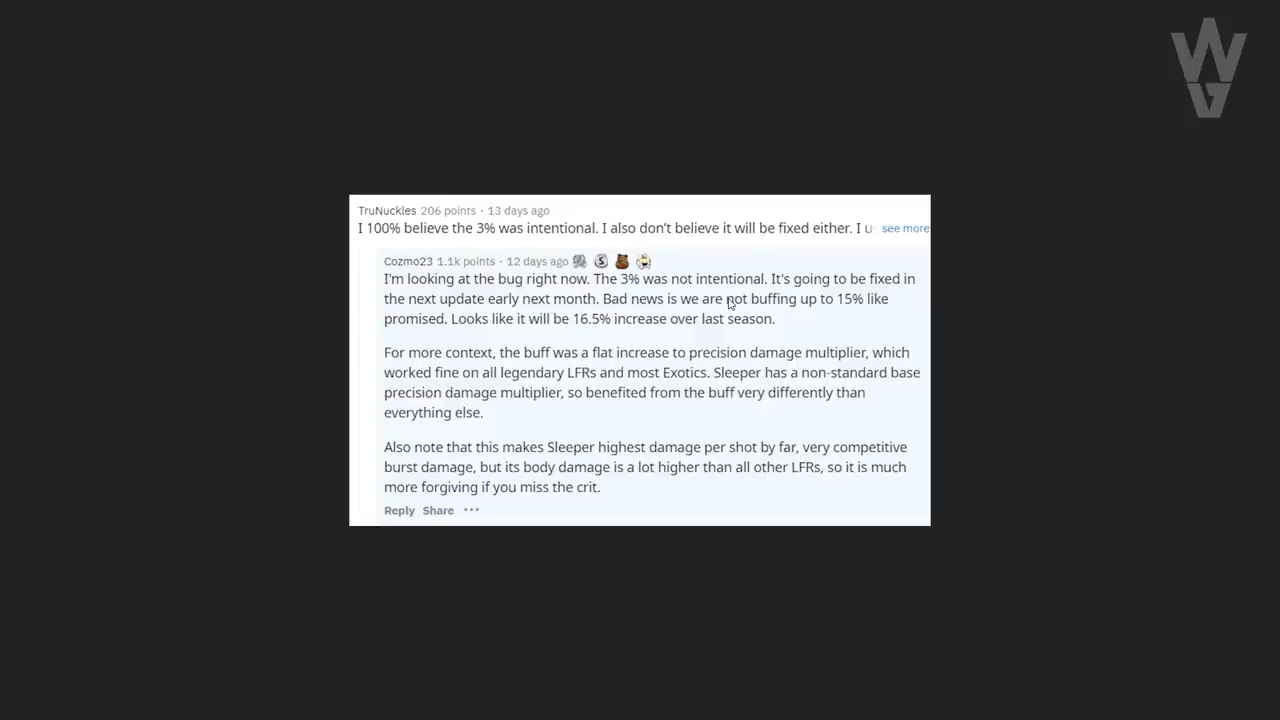 TruNuckles 206 points · 13 days ago
I 100% believe the 3% was intentional. I also don't believe it will be fixed either. I u see more
Cozmo23 1.1k points · 12 days ago
I'm looking at the bug right now. The 3% was not intentional. It's going to be fixed in
the next update early next month. Bad news is we are not buffing up to 15% like
promised. Looks like it will be 16.5% increase over last season.
For more context, the buff was a flat increase to precision damage multiplier, which
worked fine on all legendary LFRs and most Exotics. Sleeper has a non-standard base
precision damage multiplier, so benefited from the buff very differently than
everything else.
Also note that this makes Sleeper highest damage per shot by far, very competitive
burst damage, but its body damage is a lot higher than all other LFRs, so it is much
more forgiving if you miss the crit.
Reply Share ···